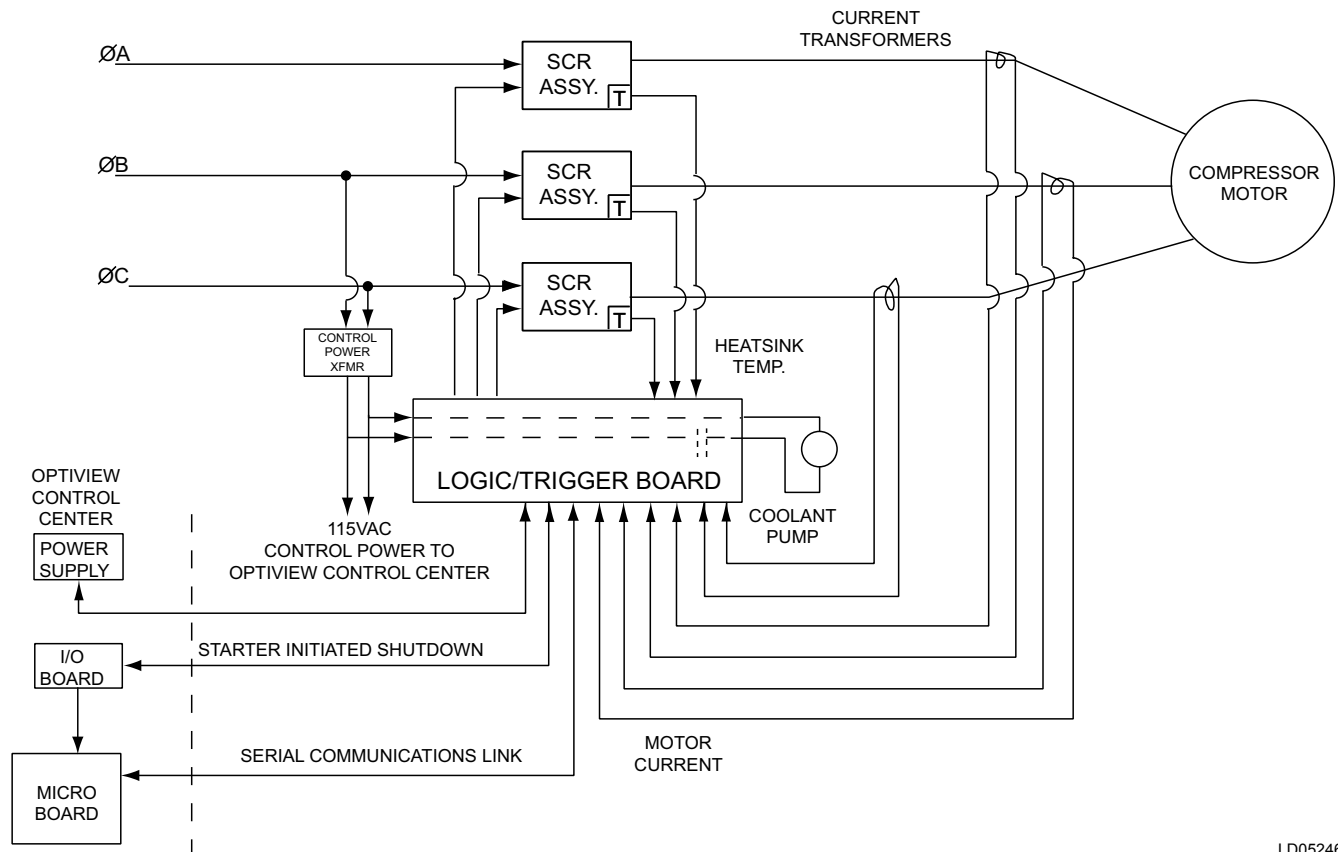 CURRENT
TRANSFORMERS
ØA
SCR
ASSY.
T
ØB
SCR
ASSY.
T
COMPRESSOR
MOTOR
ØC
SCR
ASSY.
T
CONTROL
POWER
XFMR
HEATSINK
TEMP.
LOGIC/TRIGGER BOARD
COOLANT
PUMP
OPTIVIEW
CONTROL
CENTER
POWER
SUPPLY
115VAC
CONTROL POWER TO
OPTIVIEW CONTROL CENTER
STARTER INITIATED SHUTDOWN
I/O
BOARD
SERIAL COMMUNICATIONS LINK
MOTOR
CURRENT
MICRO
BOARD
LD05246